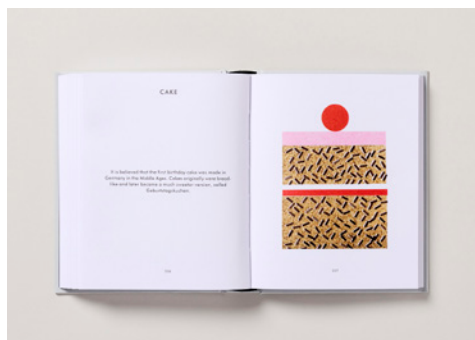 CAKE
It is believed that the first birthday cake was made in
Germany in the Middle Ages. Cakes originally were bread-
like and later became a much sweeter version, called
Geburtstagskuchen.